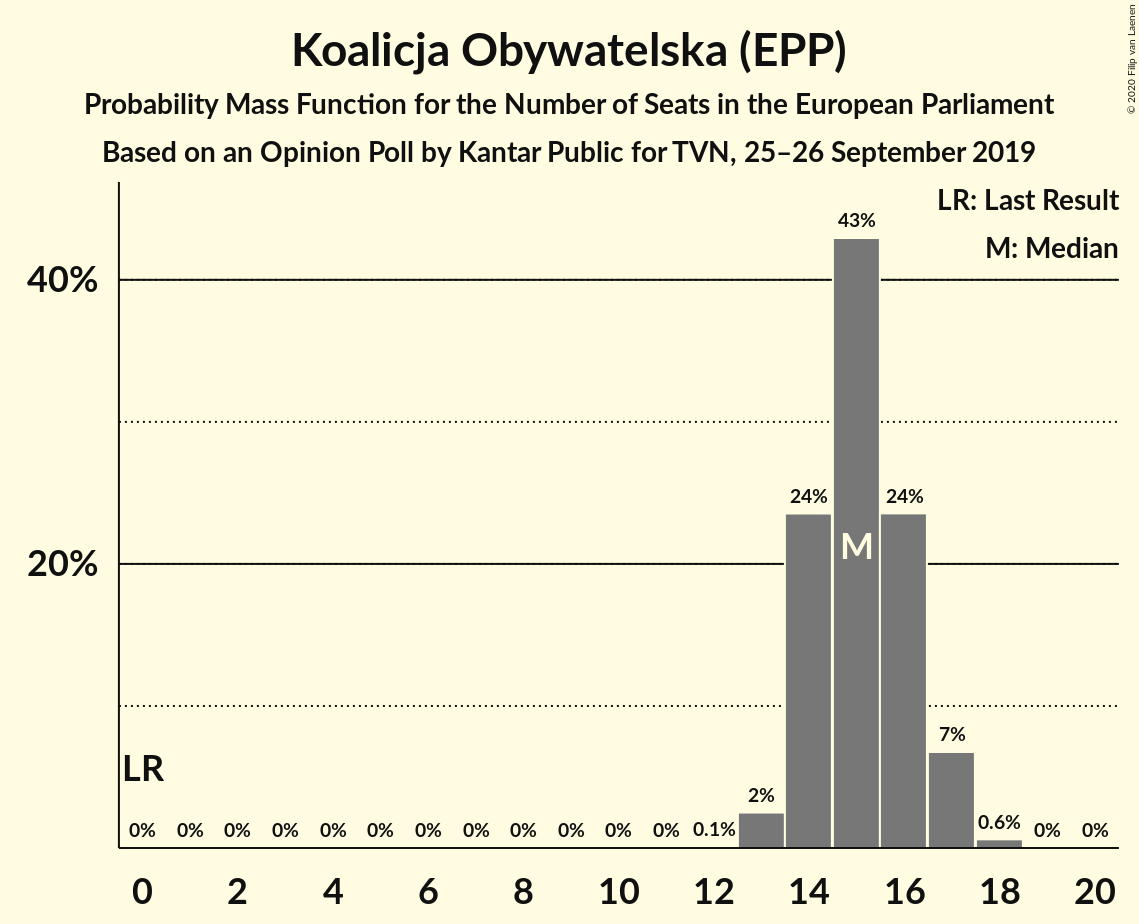 Koalicja Obywatelska (EPP)
Probability Mass Function for the Number of Seats in the European Parliament
Based on an Opinion Poll by Kantar Public for TVN, 25–26 September 2019
© 2020 Filip van Laenen
LR: Last Result
M: Median
43%
40%
24% 24%
M
20%
7%
LR
2%
0% 0% 0% 0% 0% 0% 0% 0% 0% 0% 0% 0% 0.1% 0.6% 0% 0%
0 2 4 6 8 10 12 14 16 18 20